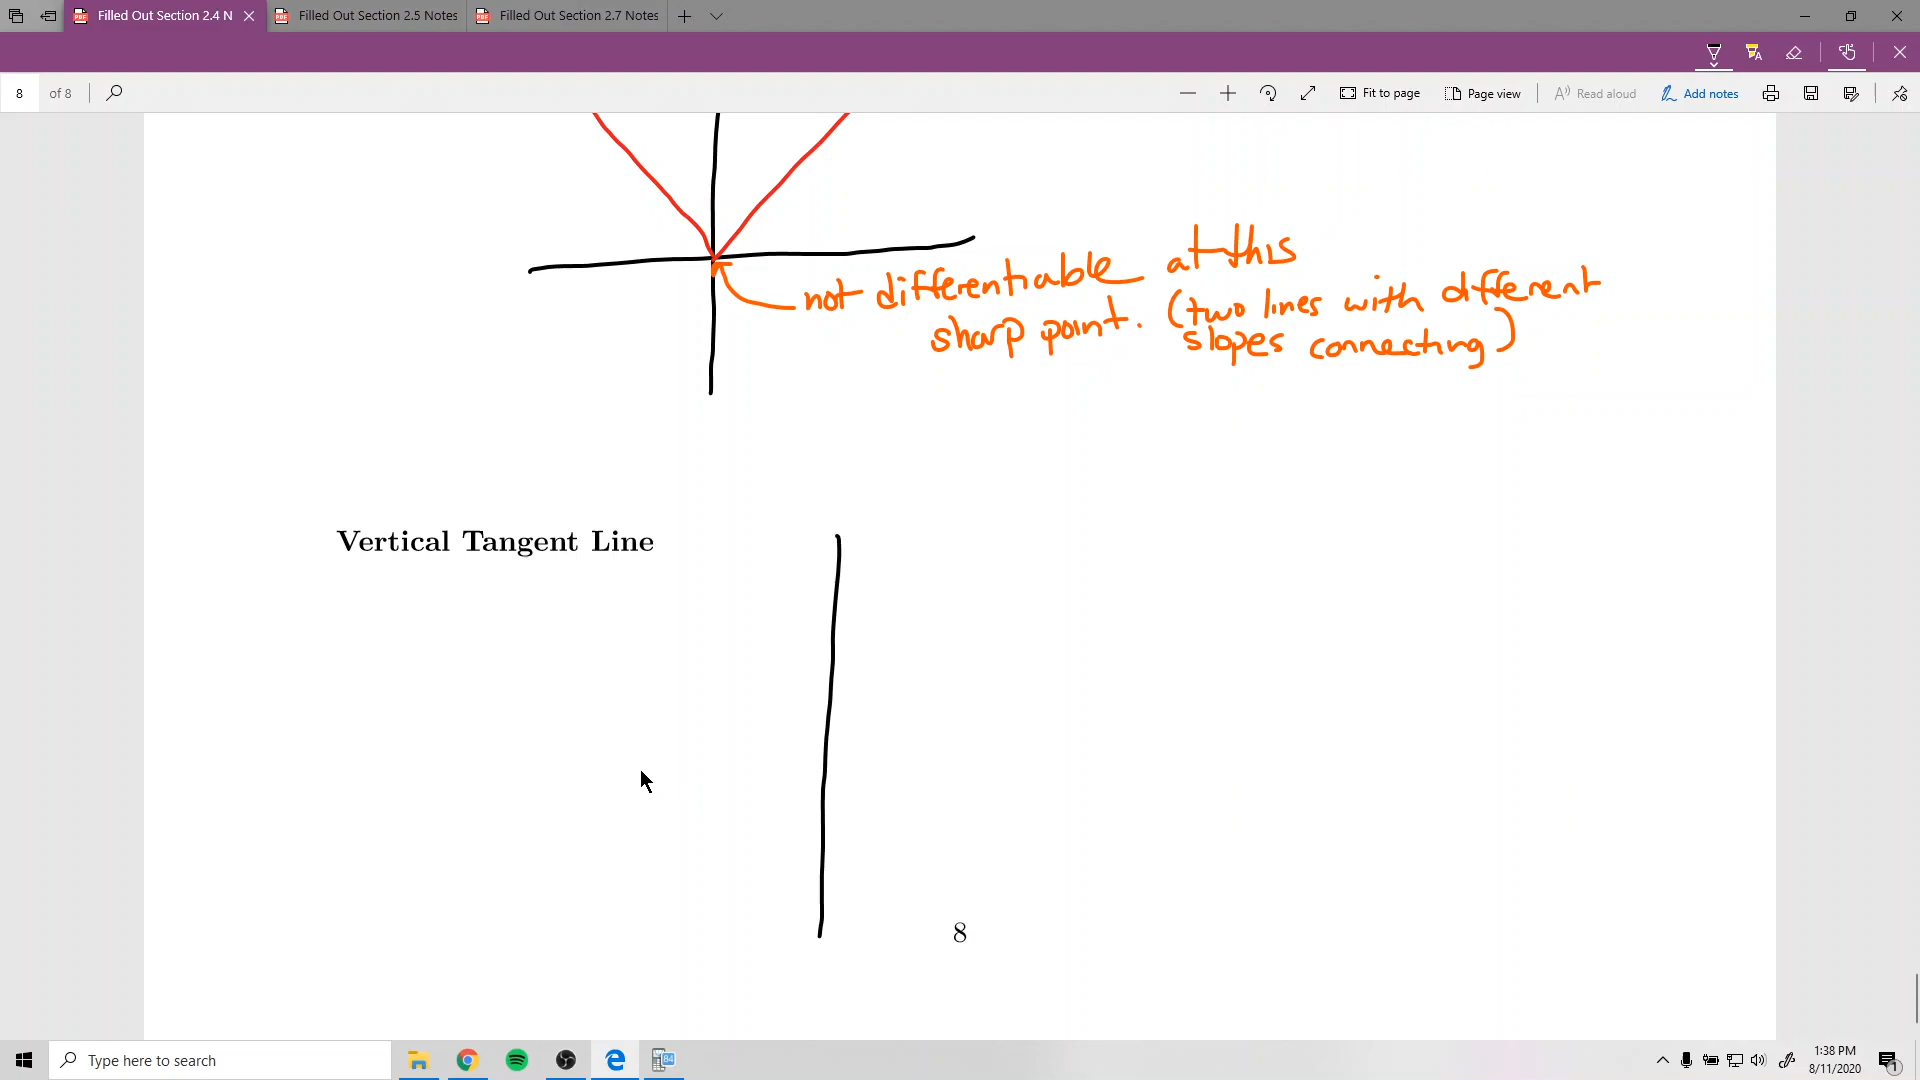 Filled Out Section 2.4 N
Filled Out Section 2.5 Notes
Filled Out Section 2.7 Notes
8 of 8
Fit to page
Page view
Read aloud
Add notes
not differentiable at this
sharp point. (two lines with different
slopes connecting)
Vertical Tangent Line
8
Type here to search
84
1:38 PM
8/11/2020
1